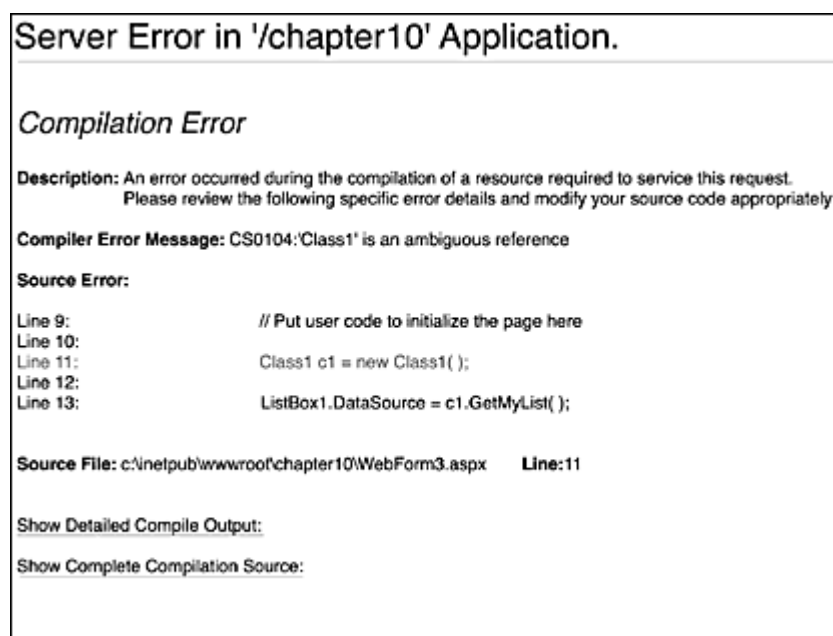 Server Error in '/chapter10' Application.
Compilation Error
Description: An error occurred during the compilation of a resource required to service this request.
Please review the following specific error details and modify your source code appropriately
Compiler Error Message: CS0104:'Class1' is an ambiguous reference
Source Error:
Line 9: // Put user code to initialize the page here
Line 10:
Line 11: Class1 c1 = new Class1( );
Line 12:
Line 13: ListBox1.DataSource = c1.GetMyList( );
Source File: c:\inetpub\wwwroot\chapter10\WebForm3.aspx Line:11
Show Detailed Compile Output:
Show Complete Compilation Source: